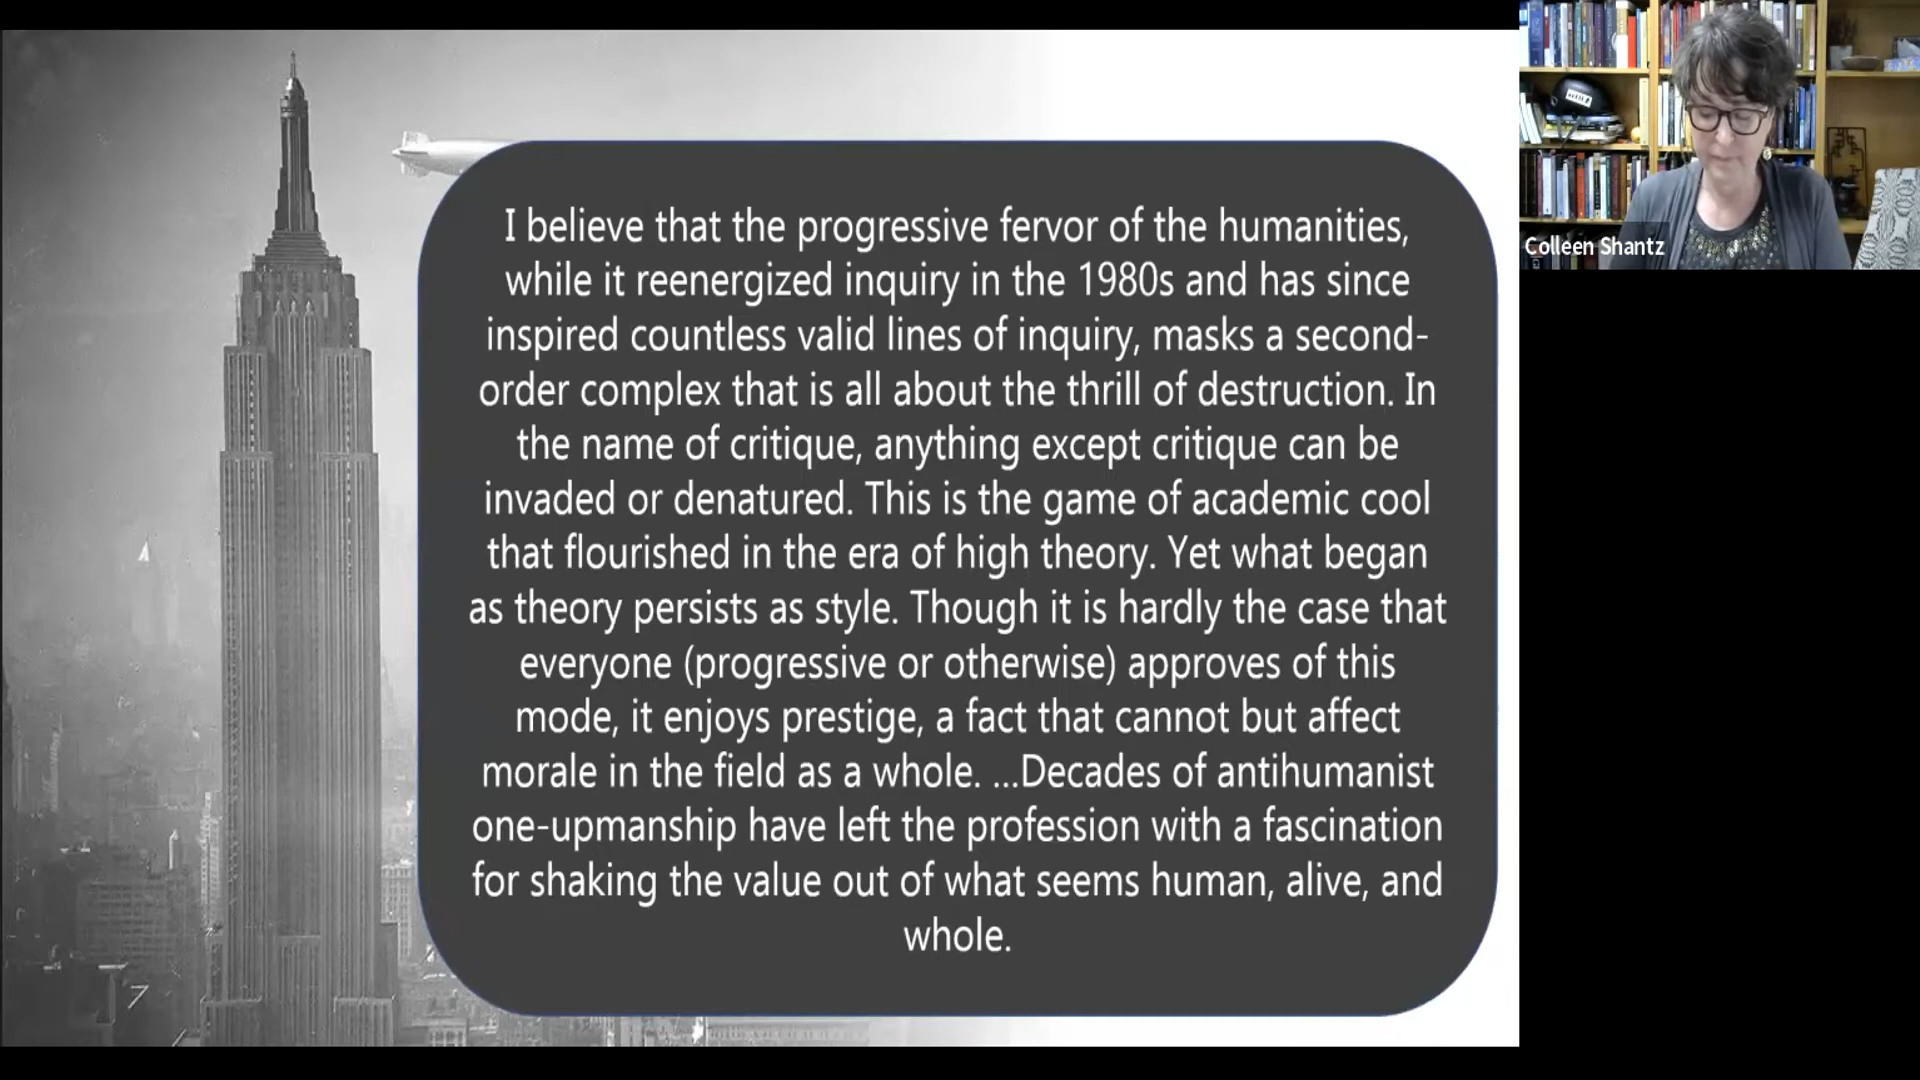 I believe that the progressive fervor of the humanities,
while it reenergized inquiry in the 1980s and has since
inspired countless valid lines of inquiry, masks a second-
order complex that is all about the thrill of destruction. In
the name of critique, anything except critique can be
invaded or denatured. This is the game of academic cool
that flourished in the era of high theory. Yet what began
as theory persists as style. Though it is hardly the case that
everyone (progressive or otherwise) approves of this
mode, it enjoys prestige, a fact that cannot but affect
morale in the field as a whole. ...Decades of antihumanist
one-upmanship have left the profession with a fascination
for shaking the value out of what seems human, alive, and
whole.
Colleen Shantz